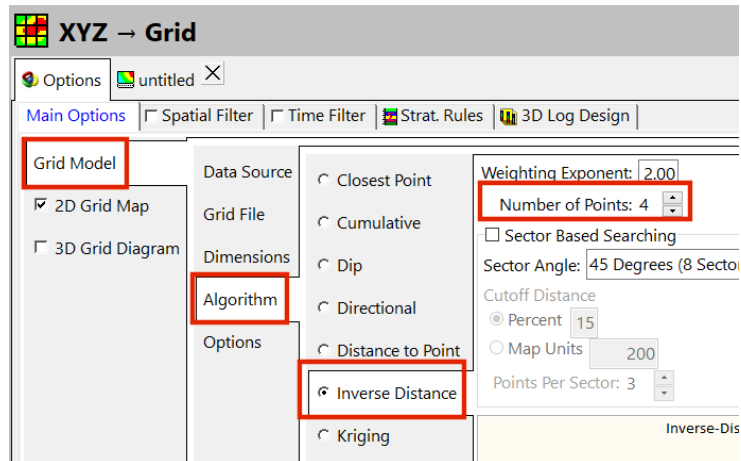 XYZ → Grid
Options untitled X
Main Options Spatial Filter Time Filter Strat. Rules 3D Log Design
Grid Model
2D Grid Map
3D Grid Diagram
Data Source
Grid File
Dimensions
Algorithm
Options
Closest Point
Cumulative
Dip
Directional
Distance to Point
Inverse Distance
Kriging
Weighting Exponent: 2.00
Number of Points: 4
Sector Based Searching
Sector Angle: 45 Degrees (8 Secto
Cutoff Distance
Percent 15
Map Units 200
Points Per Sector: 3
Inverse-Dis